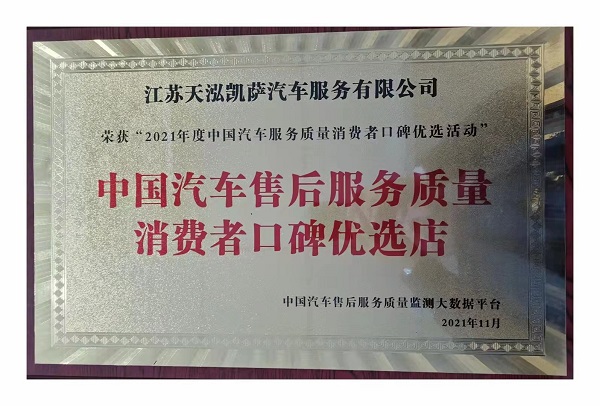 江苏天泓凯萨汽车服务有限公司
荣获“2021年度中国汽车服务质量消费者口碑优选活动”
中国汽车售后服务质量
消费者口碑优选店
中国汽车售后服务质量监测大数据平台
2021年11月